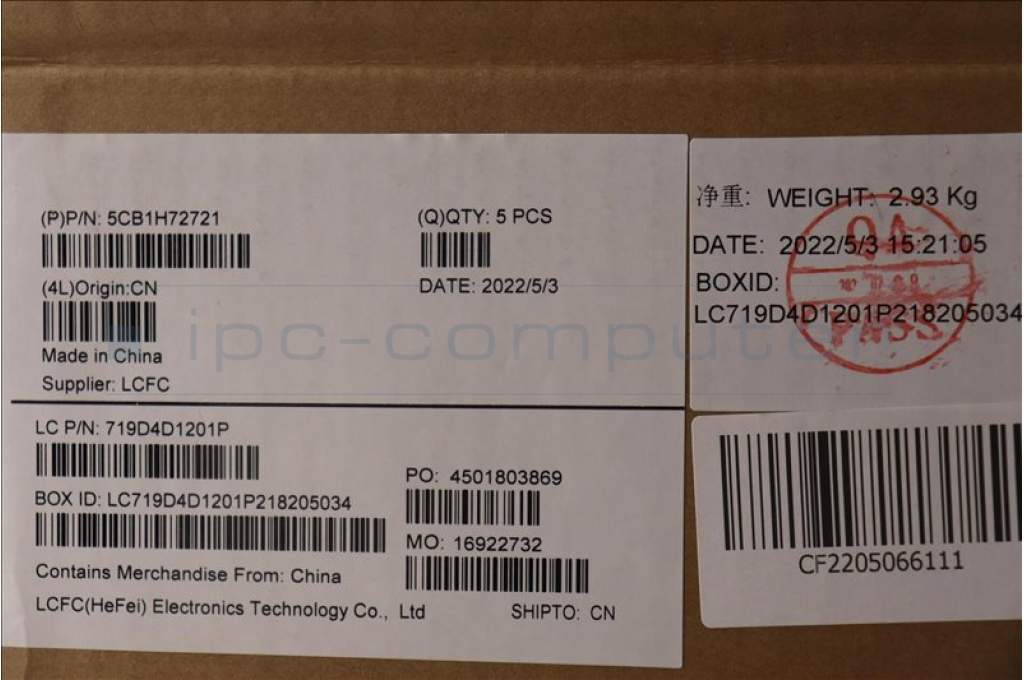 (P)P/N: 5CB1H72721
(Q)QTY: 5 PCS
(4L)Origin:CN
DATE: 2022/5/3
Made in China
Supplier: LCFC
LC P/N: 719D4D1201P
PO: 4501803869
BOX ID: LC719D4D1201P218205034
MO: 16922732
Contains Merchandise From: China
LCFC(HeFei) Electronics Technology Co., Ltd
SHIPTO: CN
净重: WEIGHT: 2.93 Kg
DATE: 2022/5/3 15:21:05
BOXID:
LC719D4D1201P218205034
QA
PASS
CF2205066111
ipc-computer